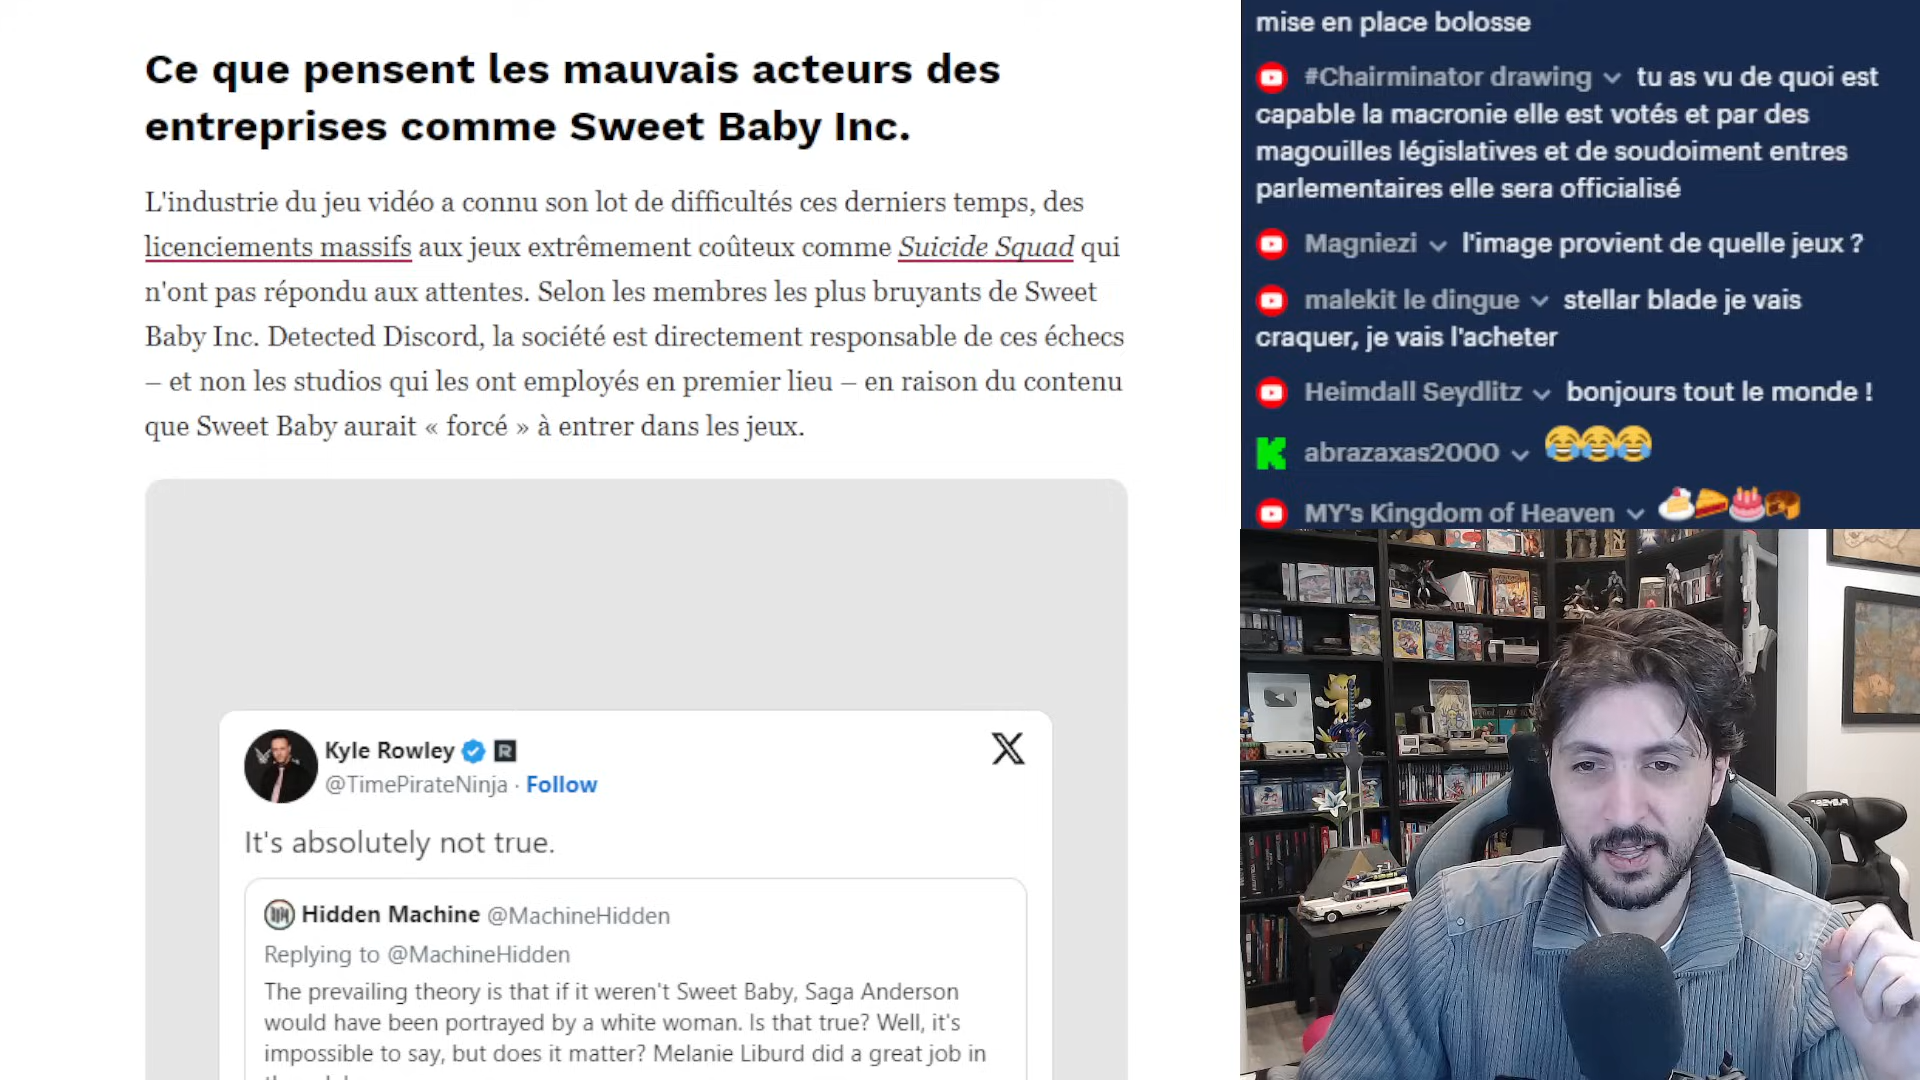 Ce que pensent les mauvais acteurs des
entreprises comme Sweet Baby Inc.
L'industrie du jeu vidéo a connu son lot de difficultés ces derniers temps, des
licenciements massifs aux jeux extrêmement coûteux comme Suicide Squad qui
n'ont pas répondu aux attentes. Selon les membres les plus bruyants de Sweet
Baby Inc. Detected Discord, la société est directement responsable de ces échecs
– et non les studios qui les ont employés en premier lieu – en raison du contenu
que Sweet Baby aurait « forcé » à entrer dans les jeux.
Kyle Rowley
@TimePirateNinja · Follow
It's absolutely not true.
Hidden Machine @MachineHidden
Replying to @MachineHidden
The prevailing theory is that if it weren't Sweet Baby, Saga Anderson
would have been portrayed by a white woman. Is that true? Well, it's
impossible to say, but does it matter? Melanie Liburd did a great job in
mise en place bolosse
#Chairminator drawing tu as vu de quoi est
capable la macronie elle est votés et par des
magouilles législatives et de soudoiment entres
parlementaires elle sera officialisé
Magniezi l'image provient de quelle jeux ?
malekit le dingue stellar blade je vais
craquer, je vais l'acheter
Heimdall Seydlitz bonjours tout le monde !
abrazaxas2000 😂😂😂
MY's Kingdom of Heaven 🍰🥧🎂🥮